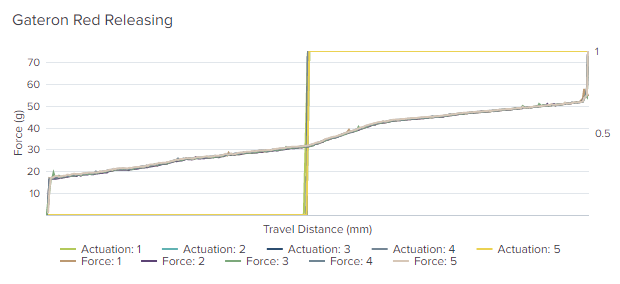 Gateron Red Releasing
70
60
50
40
30
20
10
Force (g)
1
0.5
Travel Distance (mm)
Actuation: 1 Actuation: 2 Actuation: 3 Actuation: 4 Actuation: 5
Force: 1 Force: 2 Force: 3 Force: 4 Force: 5